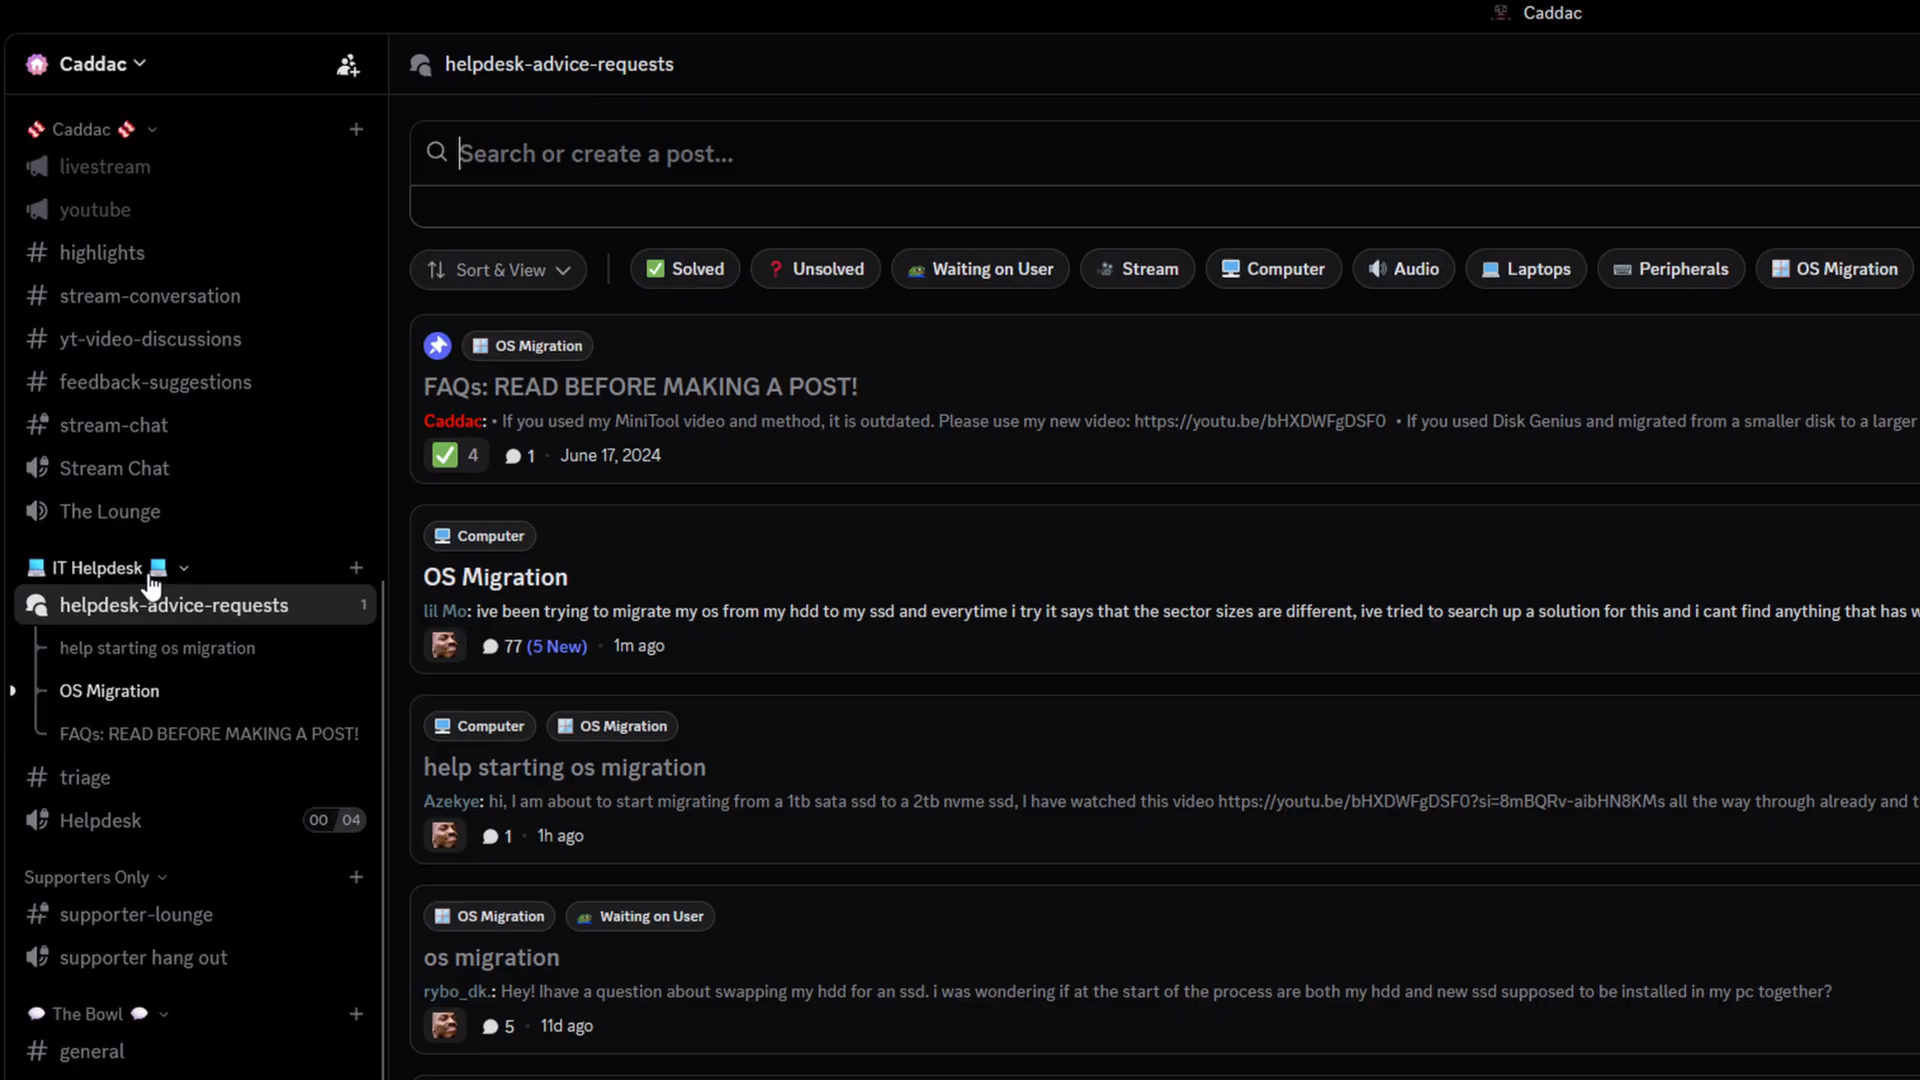 Caddac
Caddac
helpdesk-advice-requests
Caddac
livestream
youtube
highlights
stream-conversation
yt-video-discussions
feedback-suggestions
stream-chat
Stream Chat
The Lounge
IT Helpdesk
helpdesk-advice-requests 1
help starting os migration
OS Migration
FAQs: READ BEFORE MAKING A POST!
triage
Helpdesk 00 04
Supporters Only
supporter-lounge
supporter hang out
The Bowl
general
Search or create a post...
Sort & View Solved Unsolved Waiting on User Stream Computer Audio Laptops Peripherals OS Migration
OS Migration
FAQs: READ BEFORE MAKING A POST!
Caddac: • If you used my MiniTool video and method, it is outdated. Please use my new video: https://youtu.be/bHXDWFgDSF0 • If you used Disk Genius and migrated from a smaller disk to a larger
4 1 • June 17, 2024
Computer
OS Migration
lil Mo: ive been trying to migrate my os from my hdd to my ssd and everytime i try it says that the sector sizes are different, ive tried to search up a solution for this and i cant find anything that has w
77 (5 New) • 1m ago
Computer OS Migration
help starting os migration
Azekye: hi, I am about to start migrating from a 1tb sata ssd to a 2tb nvme ssd, I have watched this video https://youtu.be/bHXDWFgDSF0?si=8mBQRv-aibHN8KMs all the way through already and t
1 • 1h ago
OS Migration Waiting on User
os migration
rybo_dk.: Hey! Ihave a question about swapping my hdd for an ssd. i was wondering if at the start of the process are both my hdd and new ssd supposed to be installed in my pc together?
5 • 11d ago